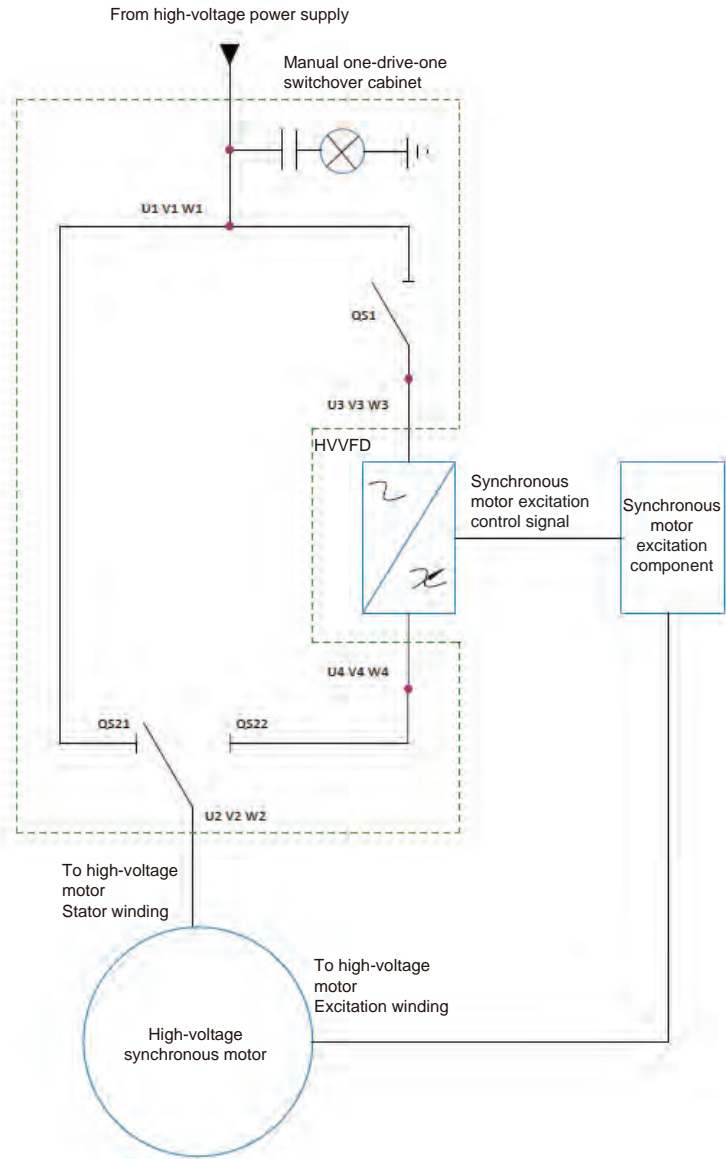 From high-voltage power supply
Manual one-drive-one
switchover cabinet
U1 V1 W1
QS1
U3 V3 W3
HVVFD
Synchronous
motor excitation
control signal
Synchronous
motor
excitation
component
U4 V4 W4
QS21
QS22
U2 V2 W2
To high-voltage
motor
Stator winding
To high-voltage
motor
Excitation winding
High-voltage
synchronous motor